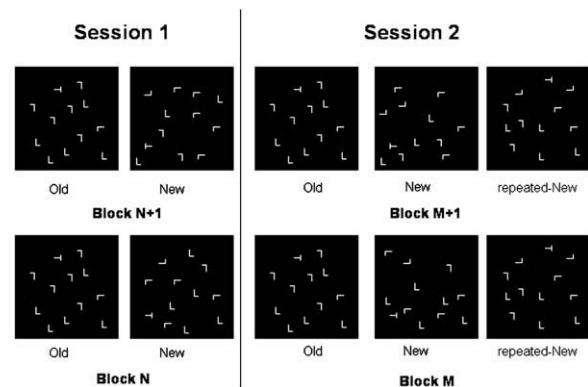 Session 1
Session 2
Old New
Old New repeated-New
Block N+1
Block M+1
Old New
Old New repeated-New
Block N
Block M